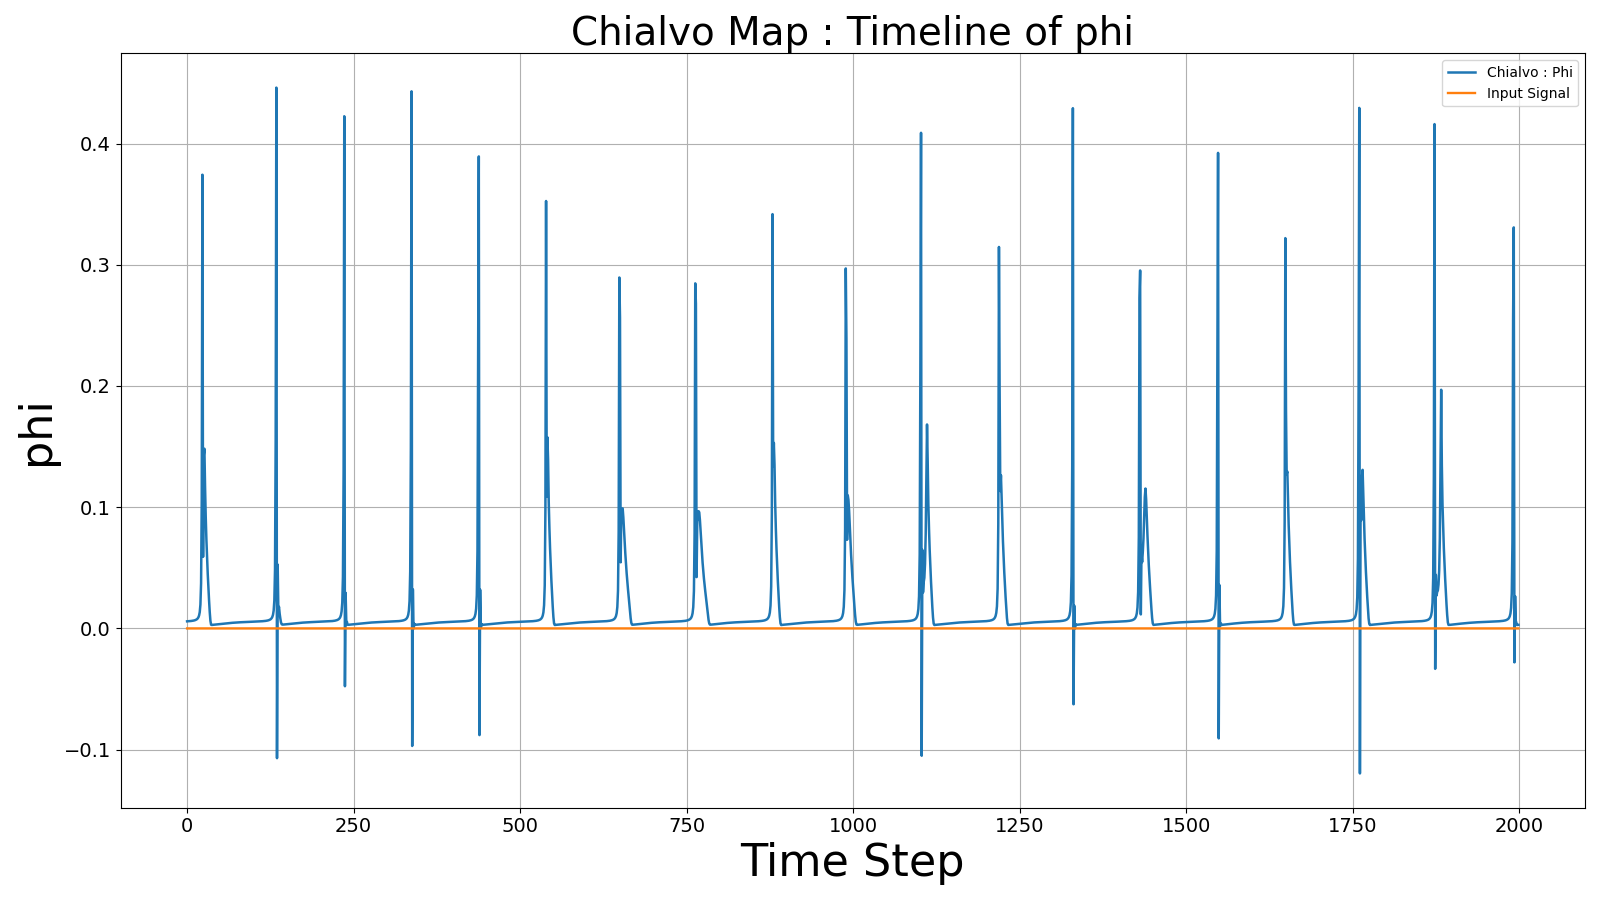 Chialvo Map : Timeline of phi
Chialvo : Phi
Input Signal
phi
0.4
0.3
0.2
0.1
0.0
−0.1
0 250 500 750 1000 1250 1500 1750 2000
Time Step